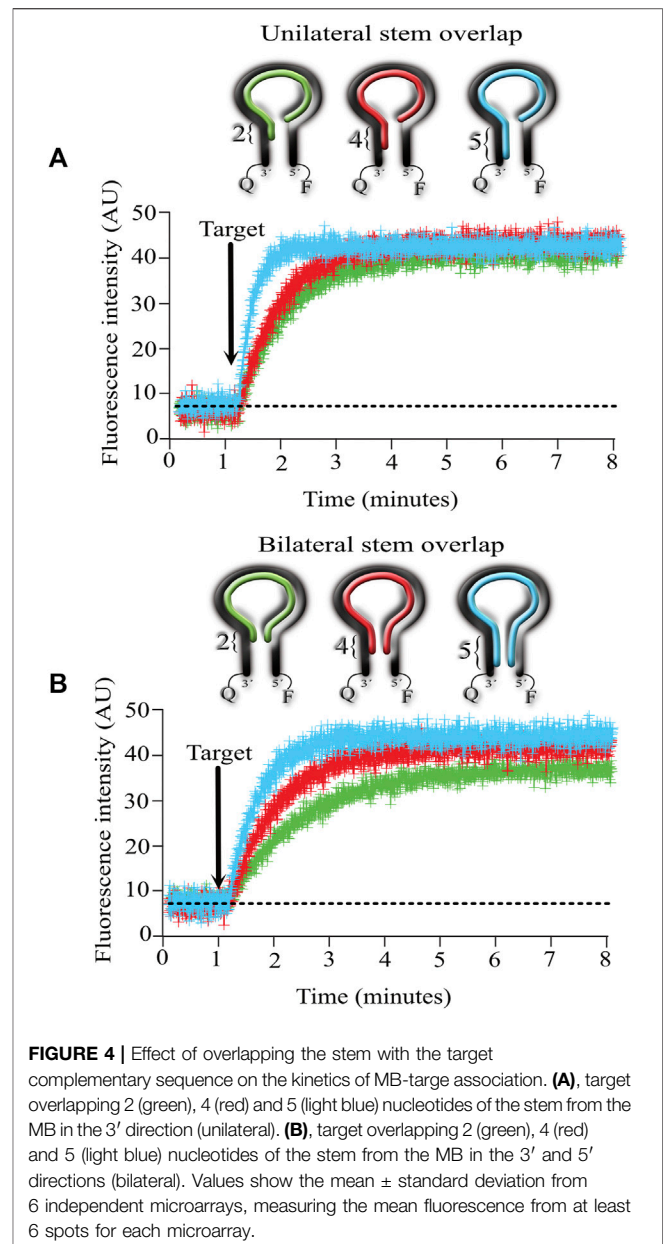 Unilateral stem overlap
2{ 4{ 5{
A
3´ 5´ 3´ 5´ 3´ 5´
Q F Q F Q F
Fluorescence intensity (AU)
50
40
30
20
10
0
Target
0 1 2 3 4 5 6 7 8
Time (minutes)
Bilateral stem overlap
2{ 4{ 5{
B
3´ 5´ 3´ 5´ 3´ 5´
Q F Q F Q F
Fluorescence intensity (AU)
50
40
30
20
10
0
Target
0 1 2 3 4 5 6 7 8
Time (minutes)
FIGURE 4 | Effect of overlapping the stem with the target
complementary sequence on the kinetics of MB-targe association. (A), target
overlapping 2 (green), 4 (red) and 5 (light blue) nucleotides of the stem from the
MB in the 3′ direction (unilateral). (B), target overlapping 2 (green), 4 (red)
and 5 (light blue) nucleotides of the stem from the MB in the 3′ and 5′
directions (bilateral). Values show the mean ± standard deviation from
6 independent microarrays, measuring the mean fluorescence from at least
6 spots for each microarray.